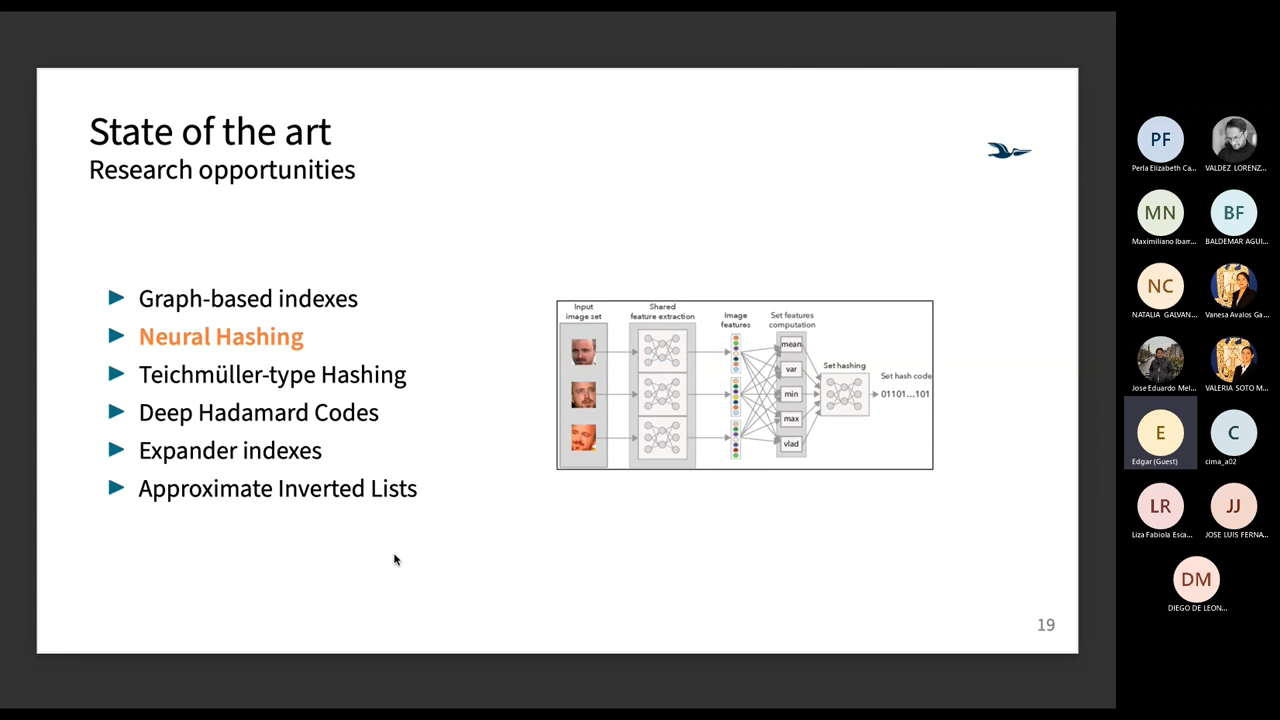 State of the art
Research opportunities
Graph-based indexes
Neural Hashing
Teichmüller-type Hashing
Deep Hadamard Codes
Expander indexes
Approximate Inverted Lists
Input
image set
Shared
feature extraction
Image
features
Set features
computation
mean
var
min
max
vlad
Set hashing
Set hash code
01101...101
19
PF
Perla Elizabeth Ca...
VALDEZ LORENZ...
MN
Maximiliano Ibarr...
BF
BALDEMAR AGUI...
NC
NATALIA GALVAN...
Vanesa Avalos Ga...
Jose Eduardo Mel...
VALERIA SOTO M...
E
Edgar (Guest)
C
cima_a02
LR
Liza Fabiola Esca...
JJ
JOSE LUIS FERNA...
DM
DIEGO DE LEON...